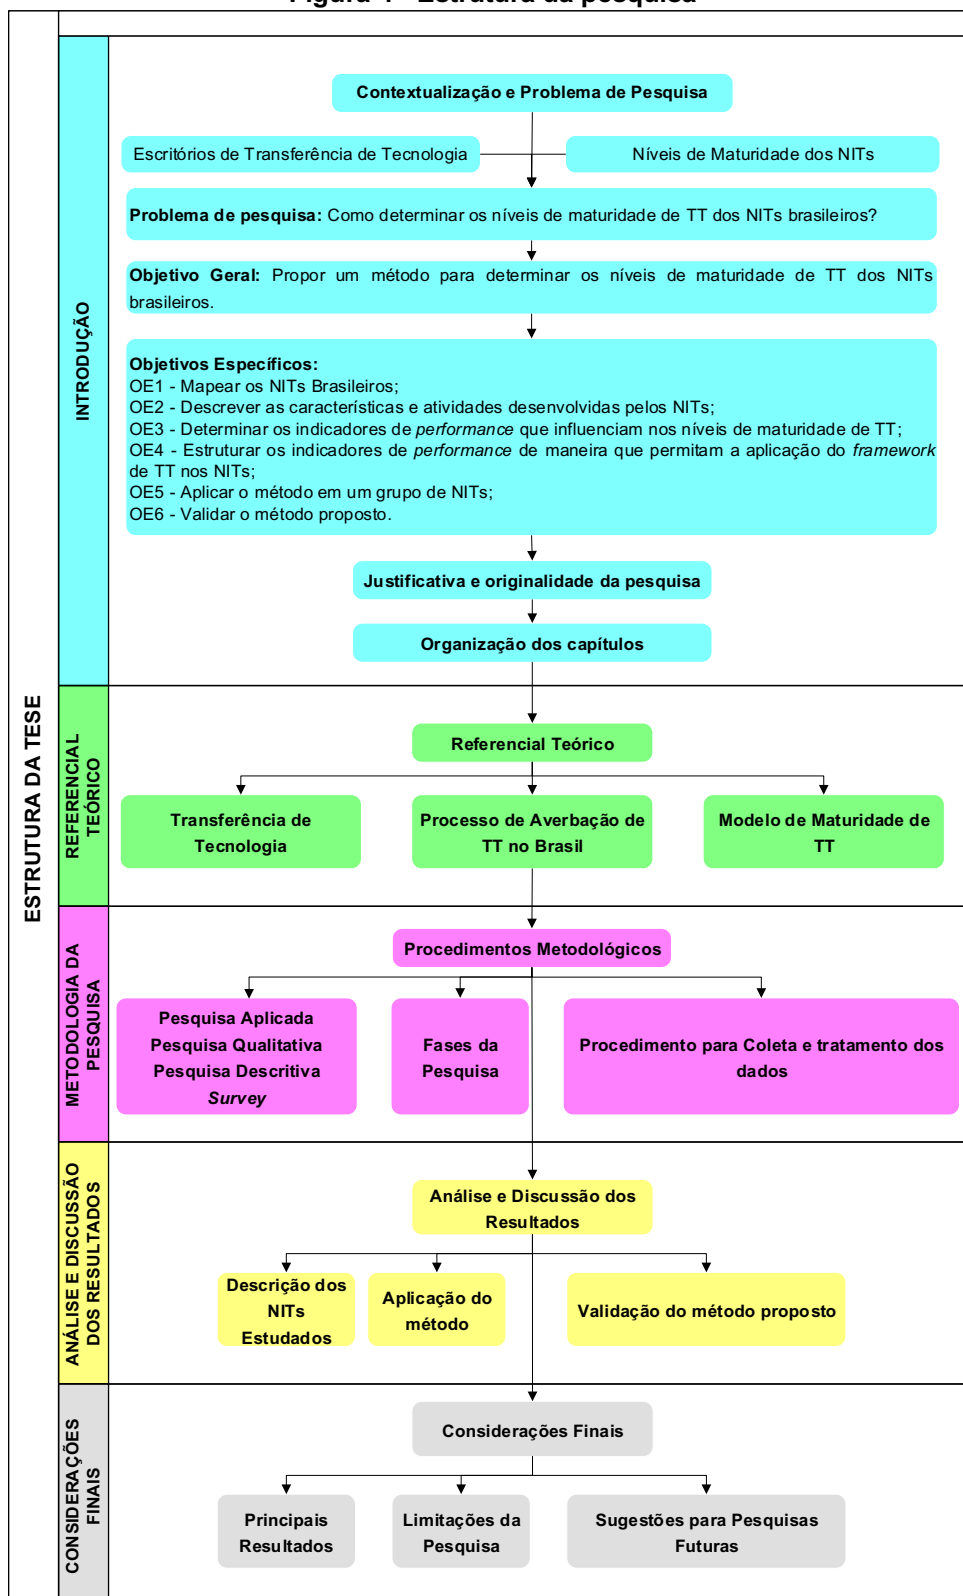 Estrutura da pesquisa
ESTRUTURA DA TESE
INTRODUÇÃO
Contextualização e Problema de Pesquisa
Escritórios de Transferência de Tecnologia
Níveis de Maturidade dos NITs
Problema de pesquisa: Como determinar os níveis de maturidade de TT dos NITs brasileiros?
Objetivo Geral: Propor um método para determinar os níveis de maturidade de TT dos NITs
brasileiros.
Objetivos Específicos:
OE1 - Mapear os NITs Brasileiros;
OE2 - Descrever as características e atividades desenvolvidas pelos NITs;
OE3 - Determinar os indicadores de performance que influenciam nos níveis de maturidade de TT;
OE4 - Estruturar os indicadores de performance de maneira que permitam a aplicação do framework
de TT nos NITs;
OE5 - Aplicar o método em um grupo de NITs;
OE6 - Validar o método proposto.
Justificativa e originalidade da pesquisa
Organização dos capítulos
REFERENCIAL
TEÓRICO
Referencial Teórico
Transferência de
Tecnologia
Processo de Averbação de
TT no Brasil
Modelo de Maturidade de
TT
METODOLOGIA DA
PESQUISA
Procedimentos Metodológicos
Pesquisa Aplicada
Pesquisa Qualitativa
Pesquisa Descritiva
Survey
Fases da
Pesquisa
Procedimento para Coleta e tratamento dos
dados
ANÁLISE E DISCUSSÃO
DOS RESULTADOS
Análise e Discussão dos
Resultados
Descrição dos
NITs
Estudados
Aplicação do
método
Validação do método proposto
CONSIDERAÇÕES
FINAIS
Considerações Finais
Principais
Resultados
Limitações da
Pesquisa
Sugestões para Pesquisas
Futuras